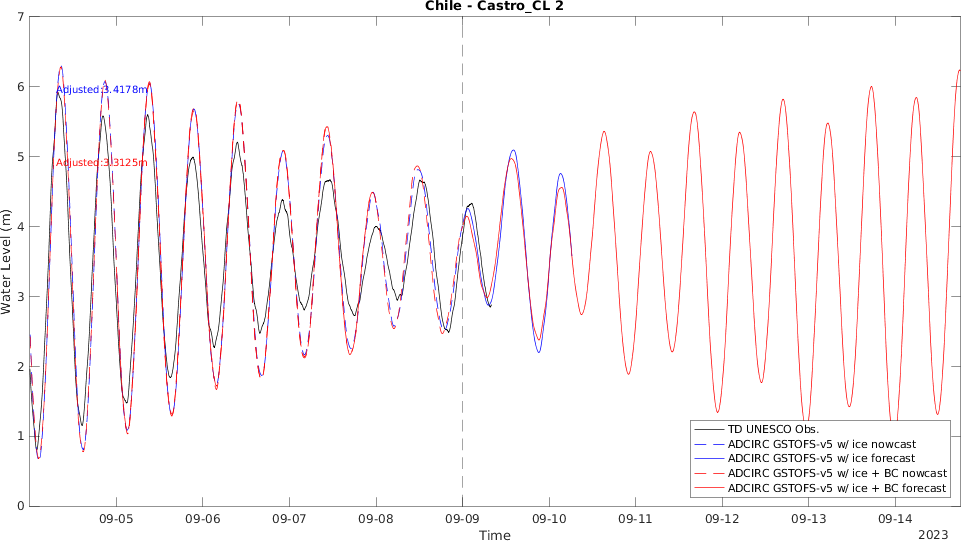 Chile - Castro_CL 2
7
6
5
4
3
2
1
0
Water Level (m)
Adjusted:3.4178m
Adjusted:3.3125m
TD UNESCO Obs.
ADCIRC GSTOFS-v5 w/ ice nowcast
ADCIRC GSTOFS-v5 w/ ice forecast
ADCIRC GSTOFS-v5 w/ ice + BC nowcast
ADCIRC GSTOFS-v5 w/ ice + BC forecast
09-05 09-06 09-07 09-08 09-09 09-10 09-11 09-12 09-13 09-14
Time
2023